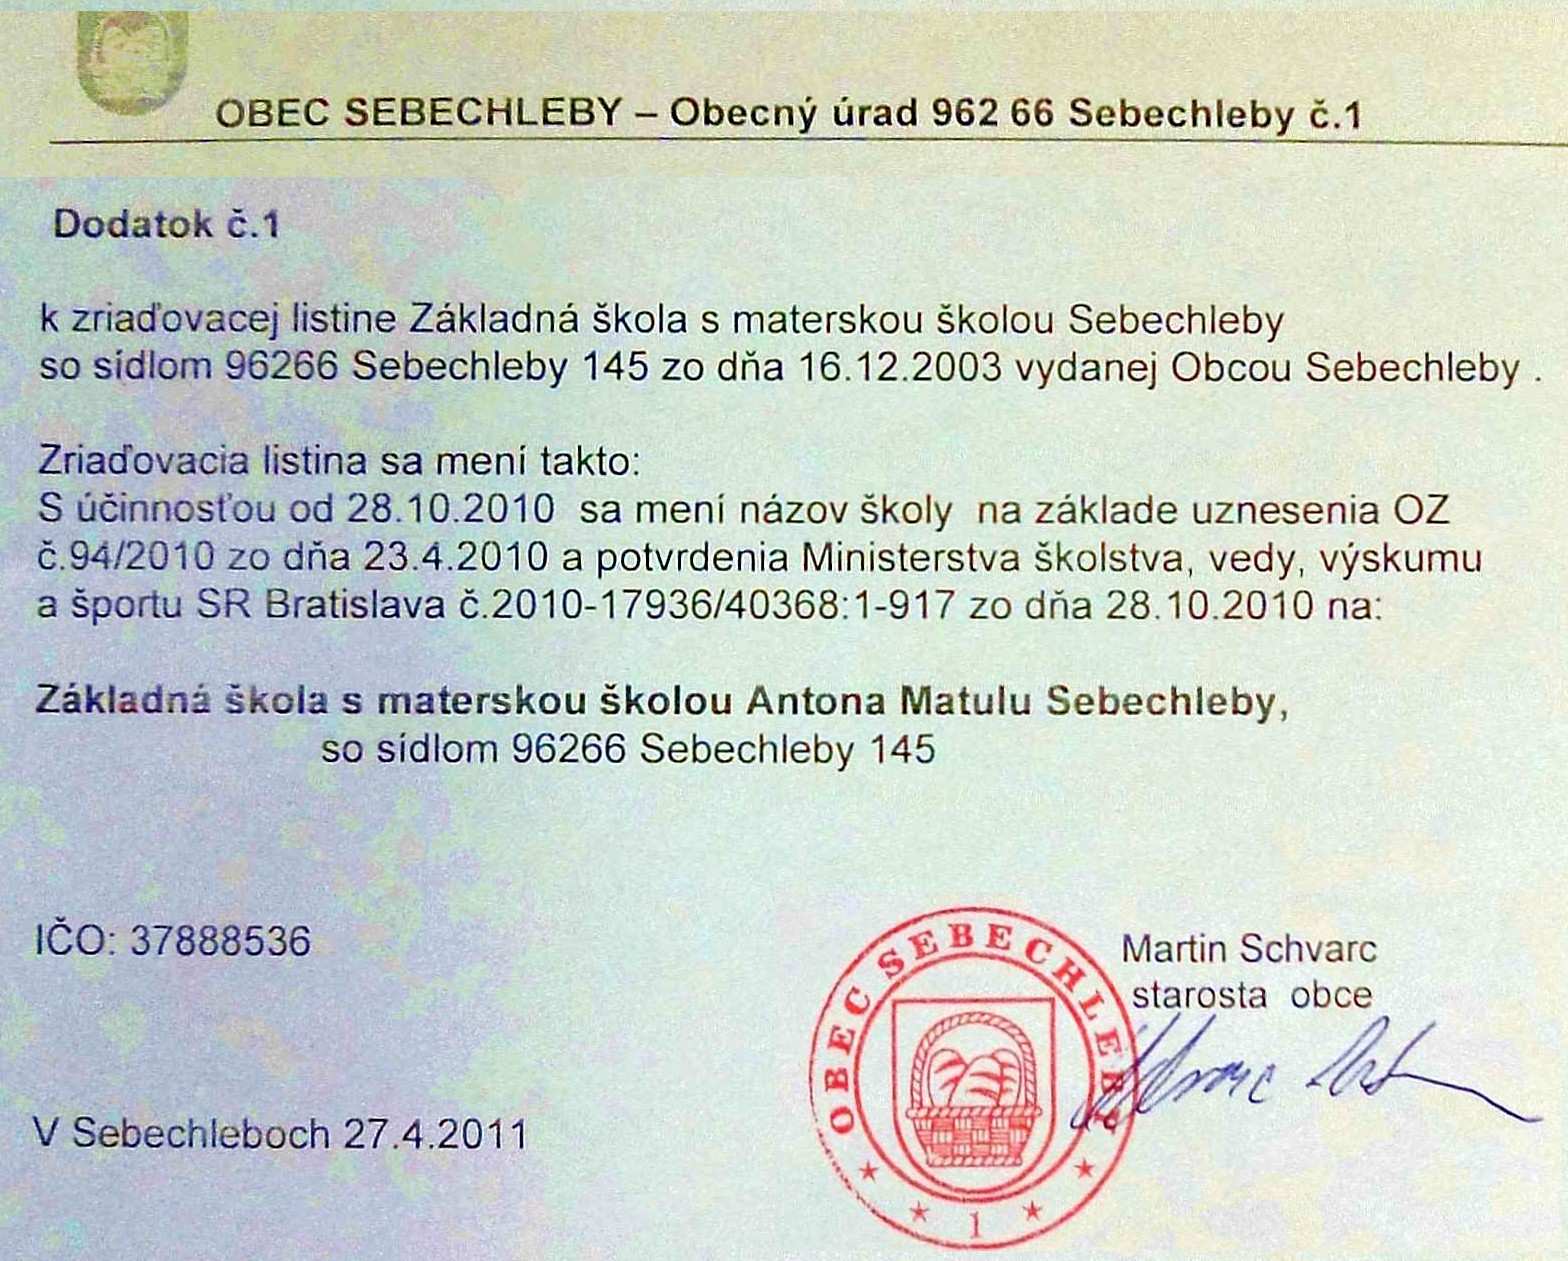 OBEC SEBECHLEBY – Obecný úrad 962 66 Sebechleby č.1
Dodatok č.1
k zriaďovacej listine Základná škola s materskou školou Sebechleby
so sídlom 96266 Sebechleby 145 zo dňa 16.12.2003 vydanej Obcou Sebechleby .
Zriaďovacia listina sa mení takto:
S účinnosťou od 28.10.2010 sa mení názov školy na základe uznesenia OZ
č.94/2010 zo dňa 23.4.2010 a potvrdenia Ministerstva školstva, vedy, výskumu
a športu SR Bratislava č.2010-17936/40368:1-917 zo dňa 28.10.2010 na:
Základná škola s materskou školou Antona Matulu Sebechleby,
so sídlom 96266 Sebechleby 145
IČO: 37888536
Martin Schvarc
starosta obce
OBEC SEBECHLEBY
1
V Sebechleboch 27.4.2011